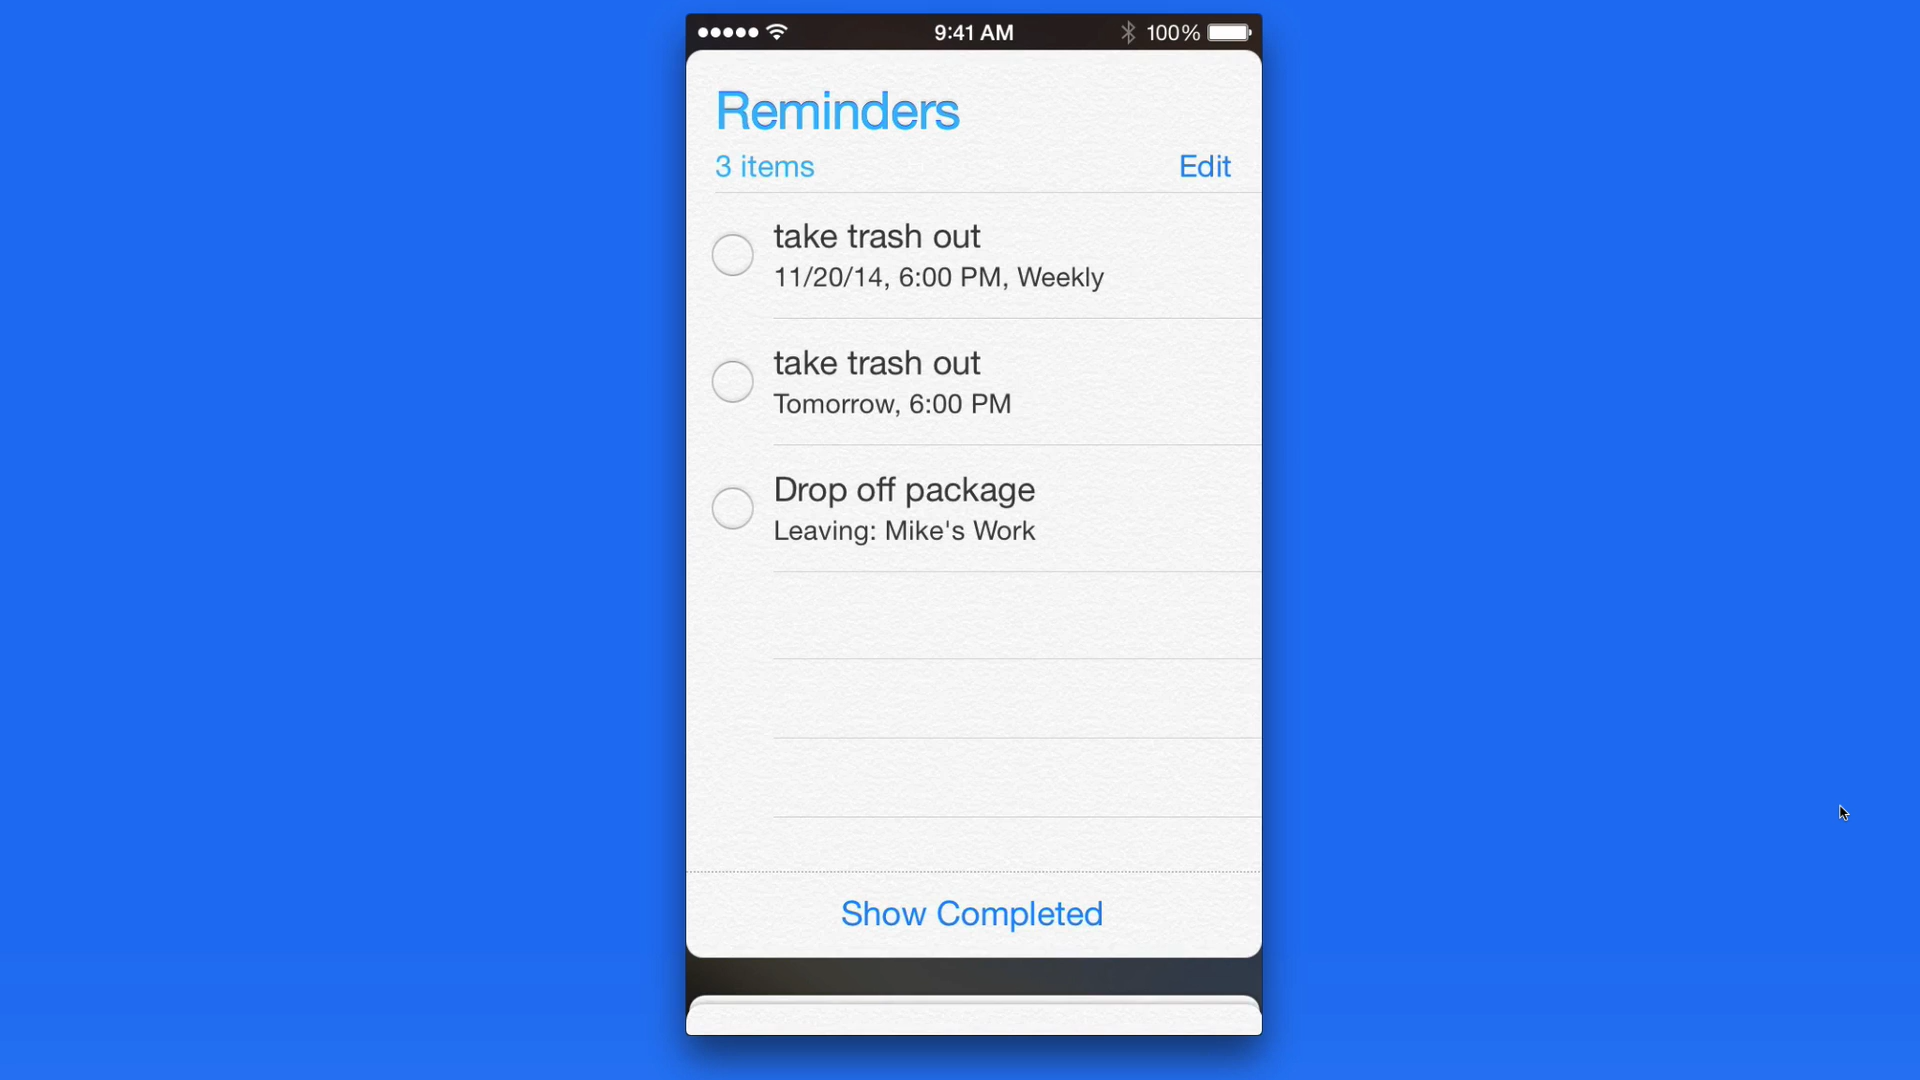 9:41 AM
100%
Reminders
3 items
Edit
take trash out
11/20/14, 6:00 PM, Weekly
take trash out
Tomorrow, 6:00 PM
Drop off package
Leaving: Mike's Work
Show Completed